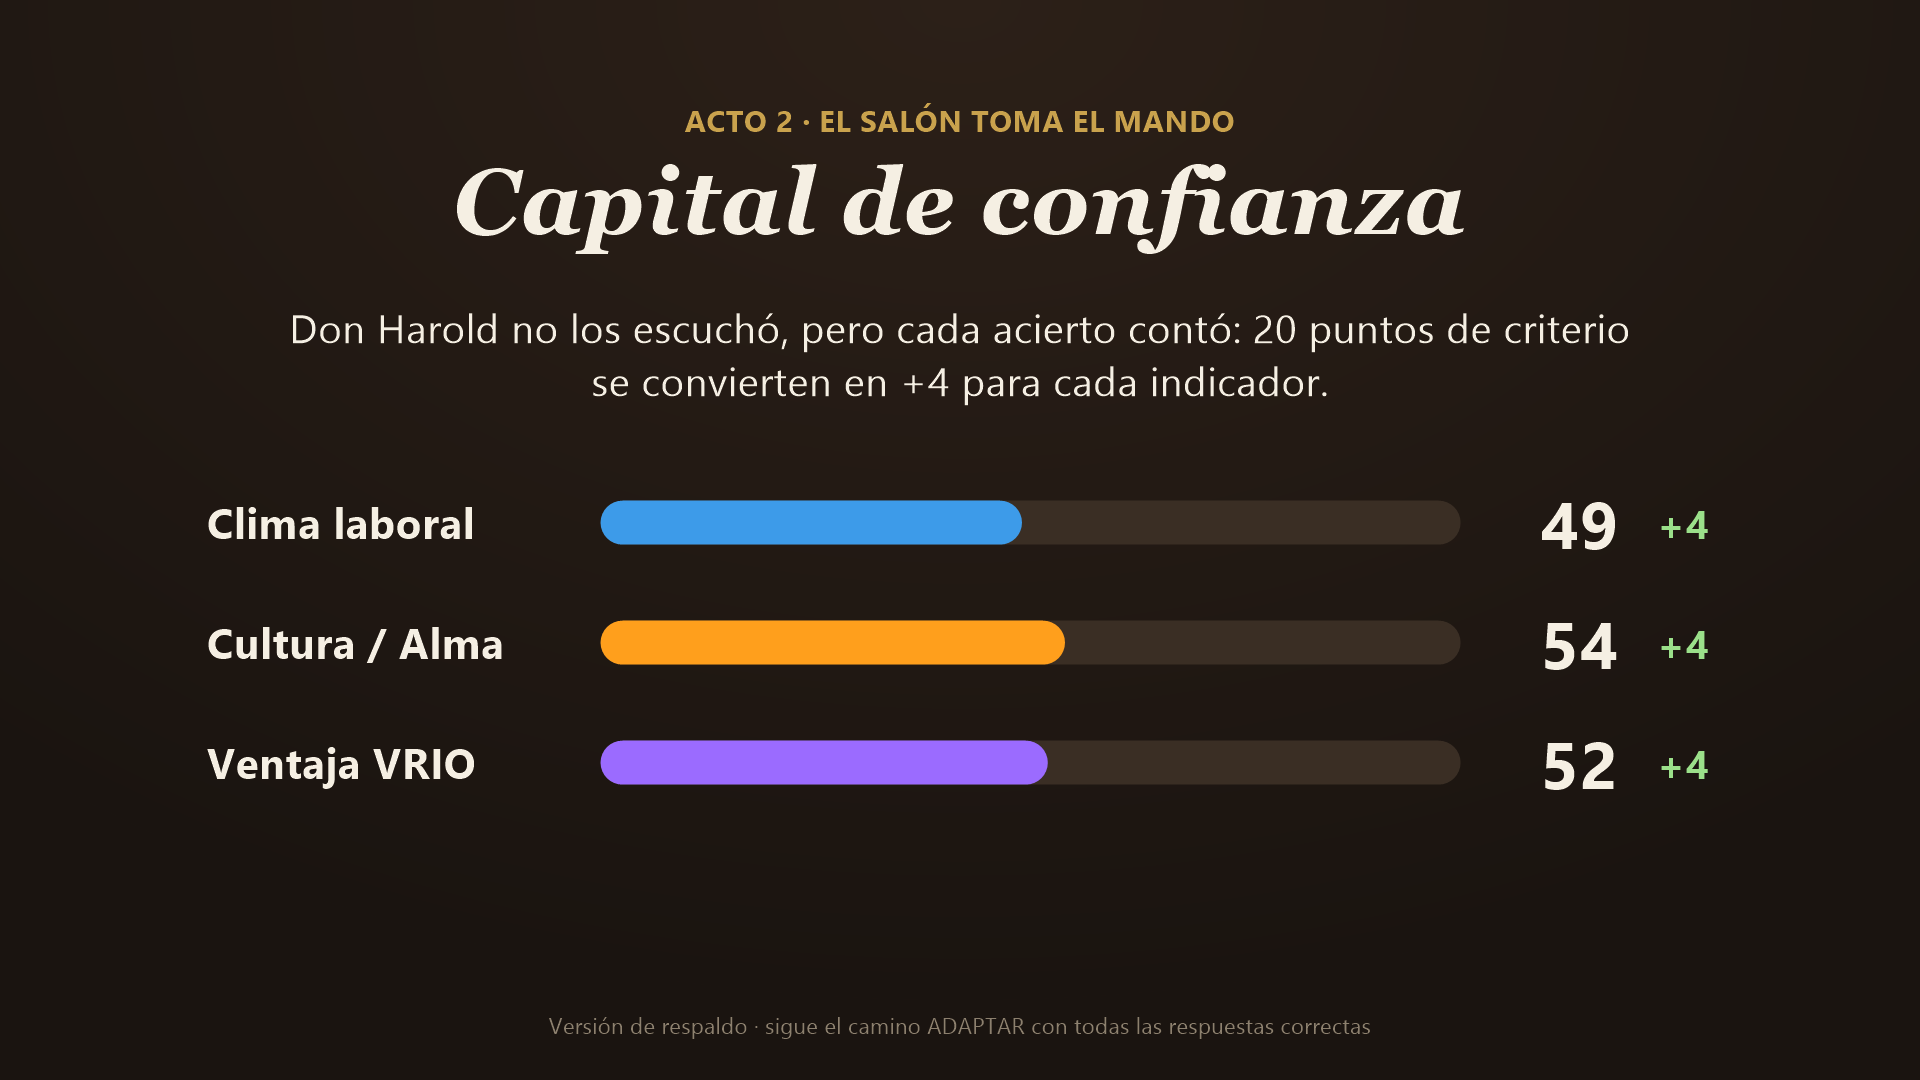 ACTO 2 · EL SALÓN TOMA EL MANDO
Capital de confianza
Don Harold no los escuchó, pero cada acierto contó: 20 puntos de criterio
se convierten en +4 para cada indicador.
Clima laboral 49 +4
Cultura / Alma 54 +4
Ventaja VRIO 52 +4
Versión de respaldo · sigue el camino ADAPTAR con todas las respuestas correctas